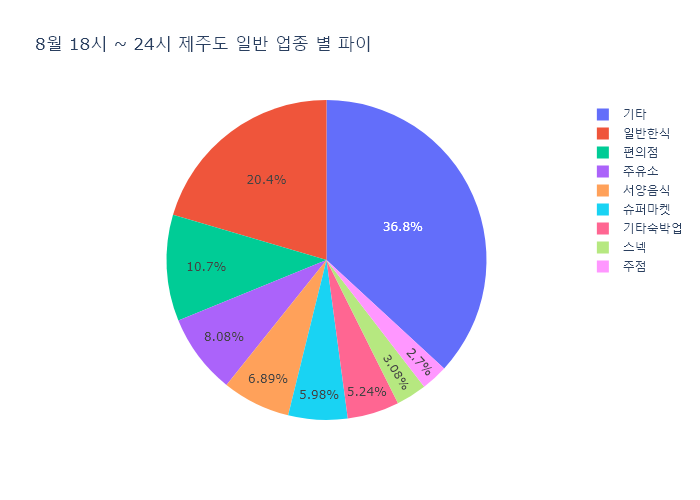 8월 18시 ~ 24시 제주도 일반 업종 별 파이
기타
일반한식
편의점
주유소
서양음식
슈퍼마켓
기타숙박업
스넥
주점
36.8%
20.4%
10.7%
8.08%
6.89%
5.98%
5.24%
3.08%
2.7%